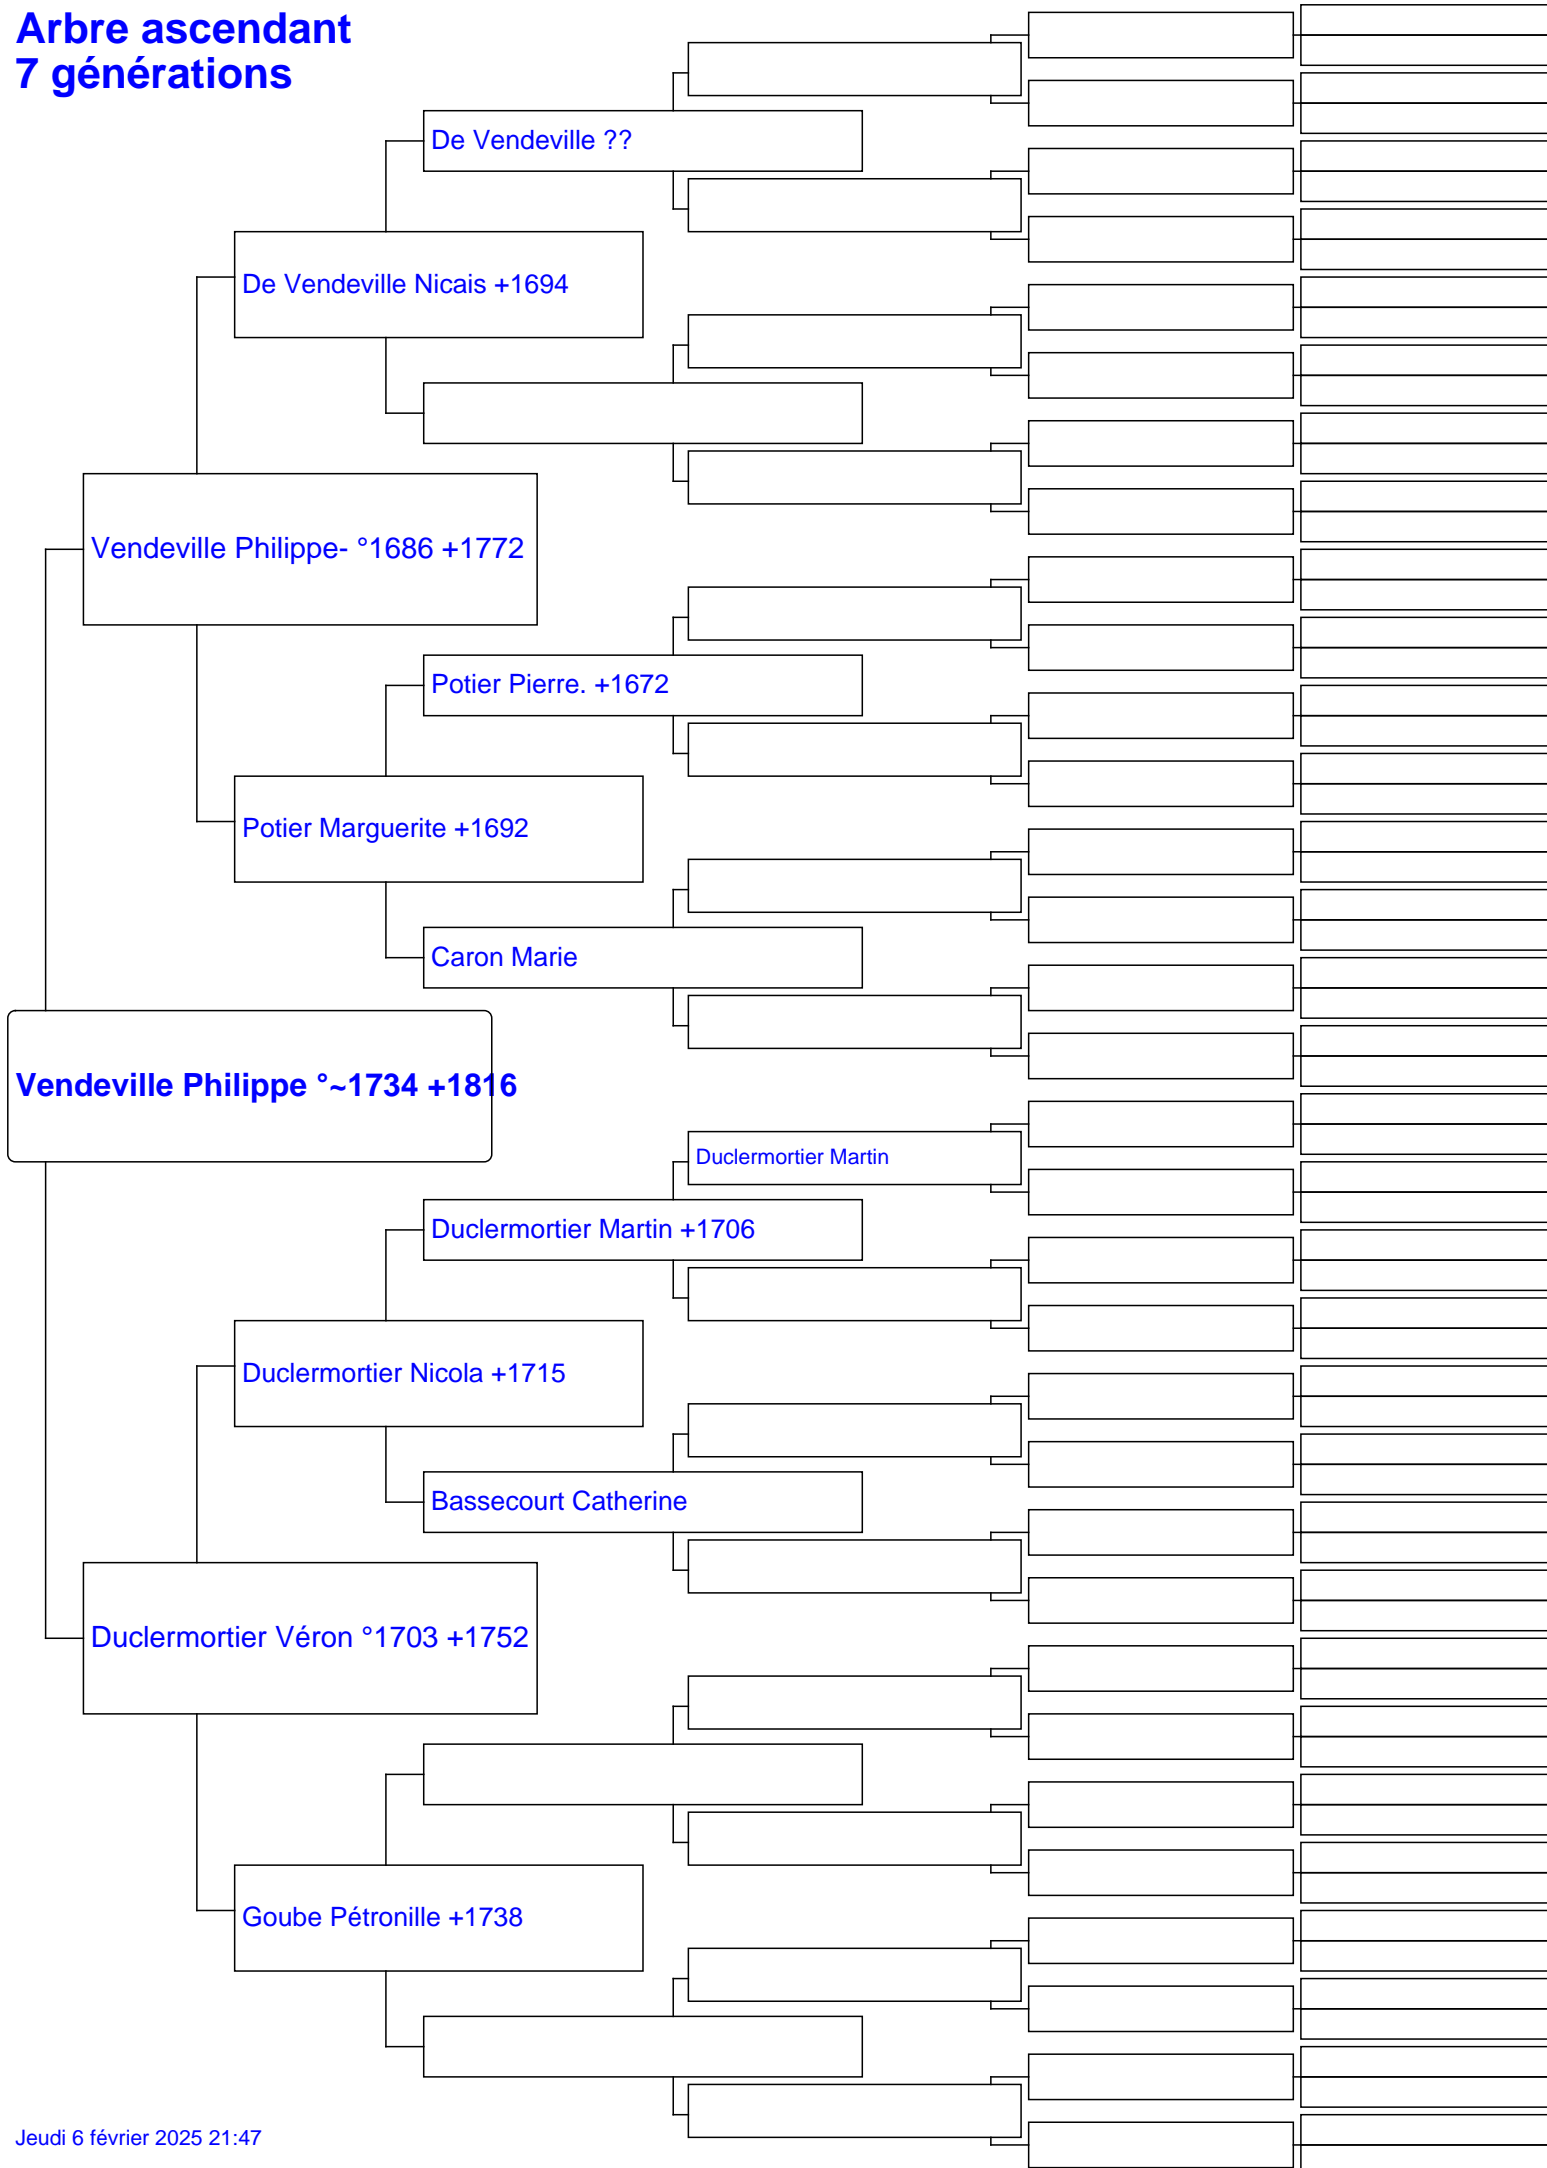 Arbre ascendant
7 générations
De Vendeville ??
De Vendeville Nicais +1694
Vendeville Philippe- °1686 +1772
Potier Pierre. +1672
Potier Marguerite +1692
Caron Marie
Vendeville Philippe °~1734 +1816
Duclermortier Martin
Duclermortier Martin +1706
Duclermortier Nicola +1715
Bassecourt Catherine
Duclermortier Véron °1703 +1752
Goube Pétronille +1738
Jeudi 6 février 2025 21:47